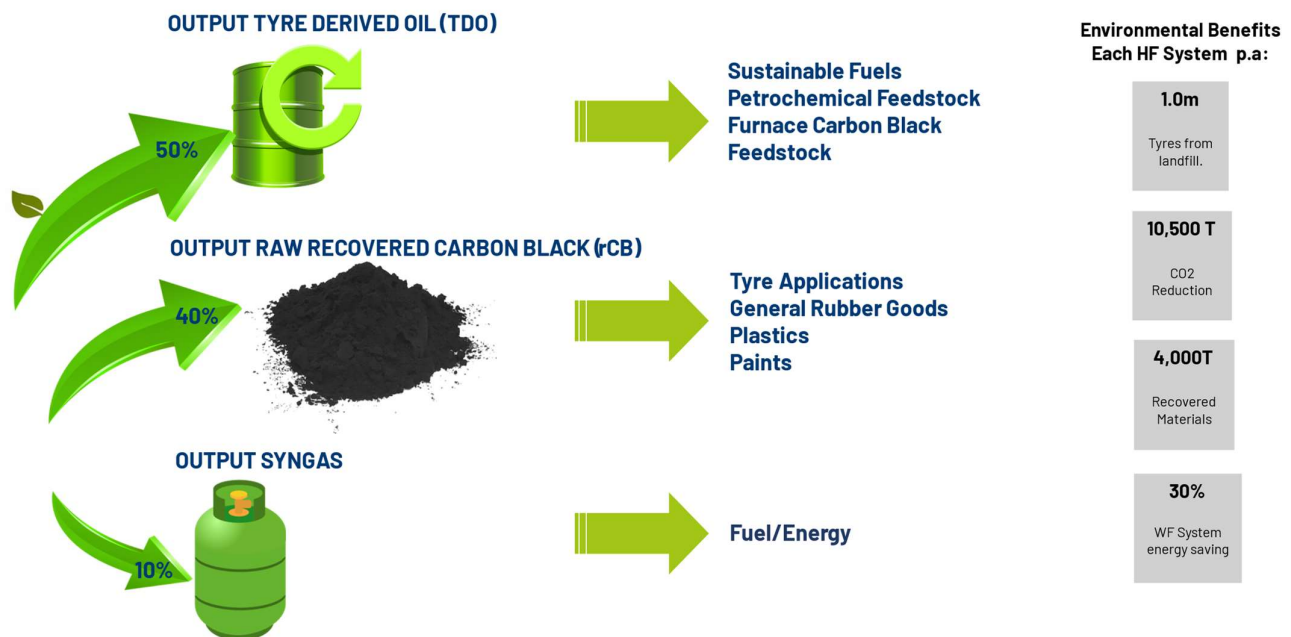 OUTPUT TYRE DERIVED OIL (TDO)
50%
Sustainable Fuels
Petrochemical Feedstock
Furnace Carbon Black
Feedstock
OUTPUT RAW RECOVERED CARBON BLACK (rCB)
40%
Tyre Applications
General Rubber Goods
Plastics
Paints
OUTPUT SYNGAS
10%
Fuel/Energy
Environmental Benefits
Each HF System p.a:
1.0m
Tyres from
landfill.
10,500 T
CO2
Reduction
4,000T
Recovered
Materials
30%
WF System
energy saving